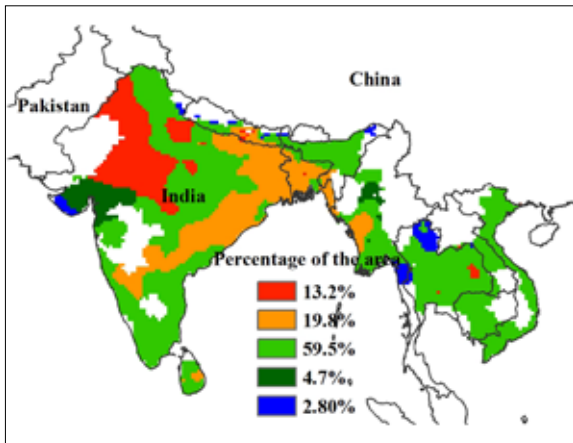 China
Pakistan
India
Percentage of the area
13.2%
19.8%
59.5%
4.7%
2.80%